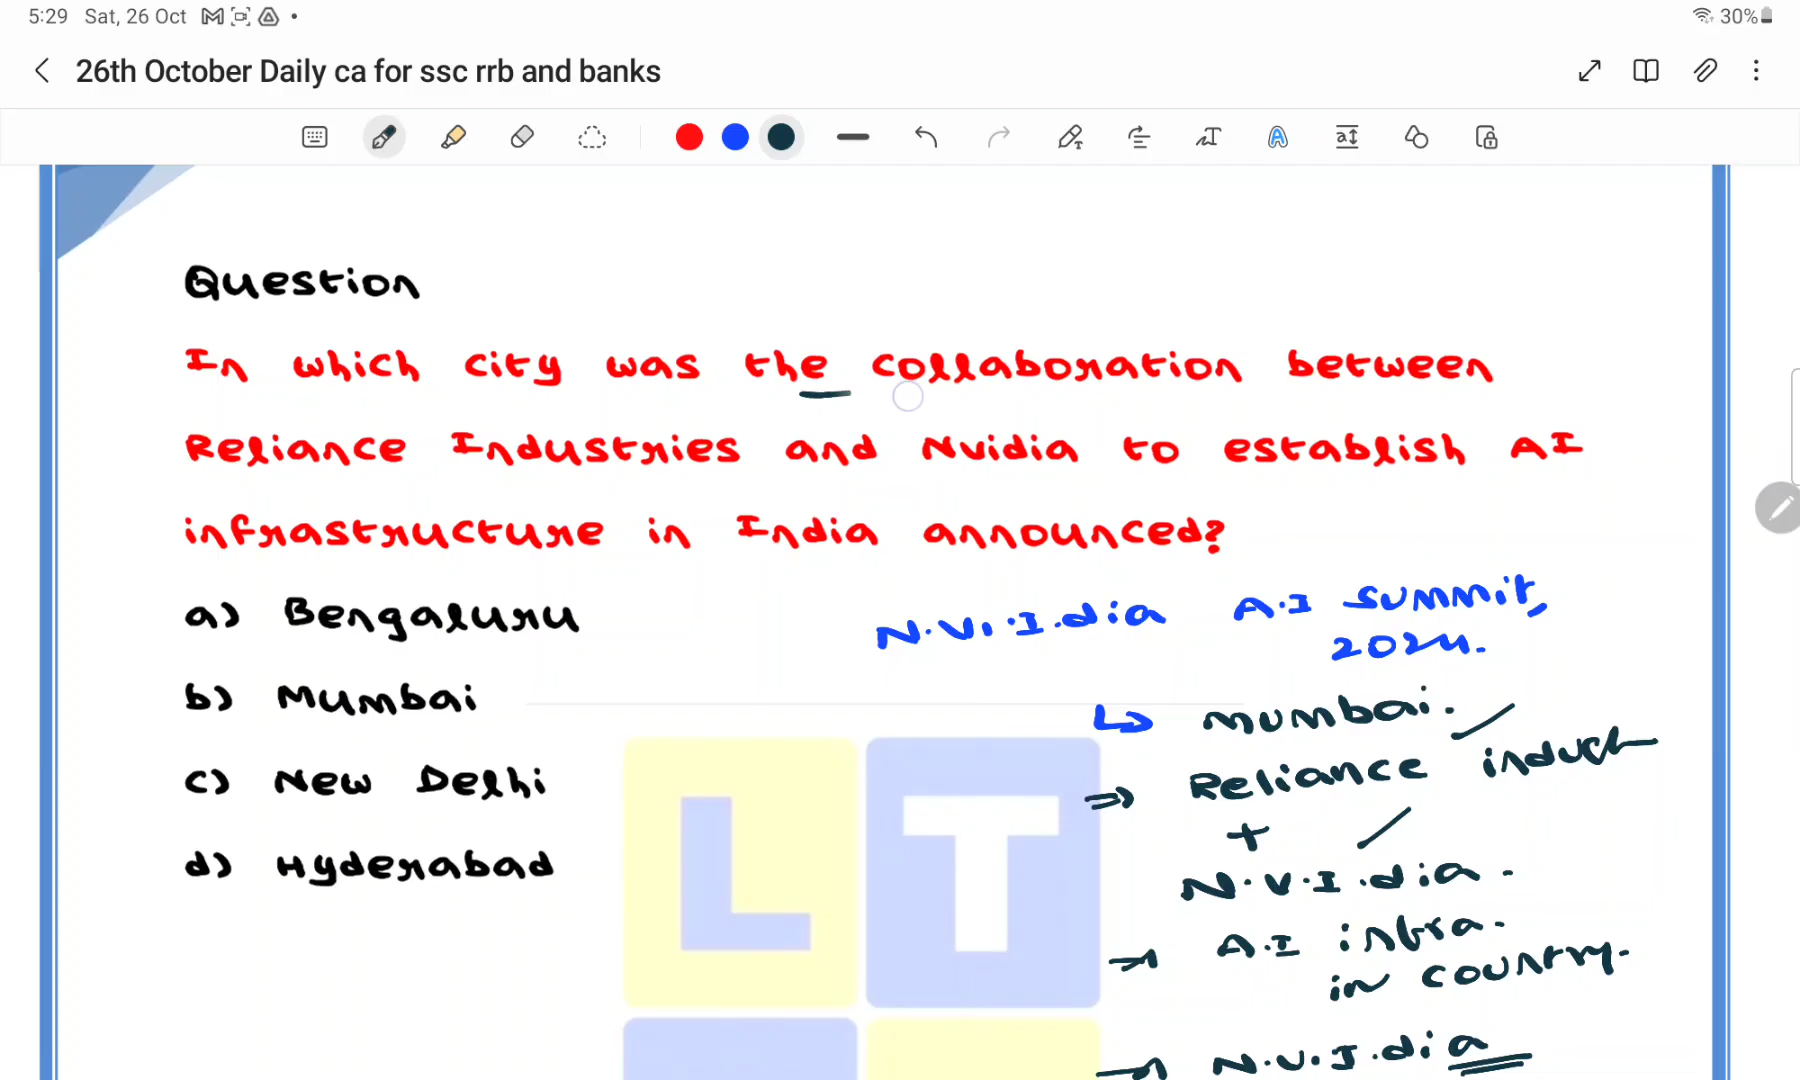 5:29 Sat, 26 Oct
30%
26th October Daily ca for ssc rrb and banks
Question
In which city was the collaboration between
Reliance Industries and Nvidia to establish AI
infrastructure in India announced?
a) Bengaluru
b) Mumbai
c) New Delhi
d) Hyderabad
N.V.I.dia A.I summit,
2024.
↳ mumbai.
⇒ Reliance
+
N.V.I.dia.
→ A.I infra.
in country.
→ N.V.I.dia
L T